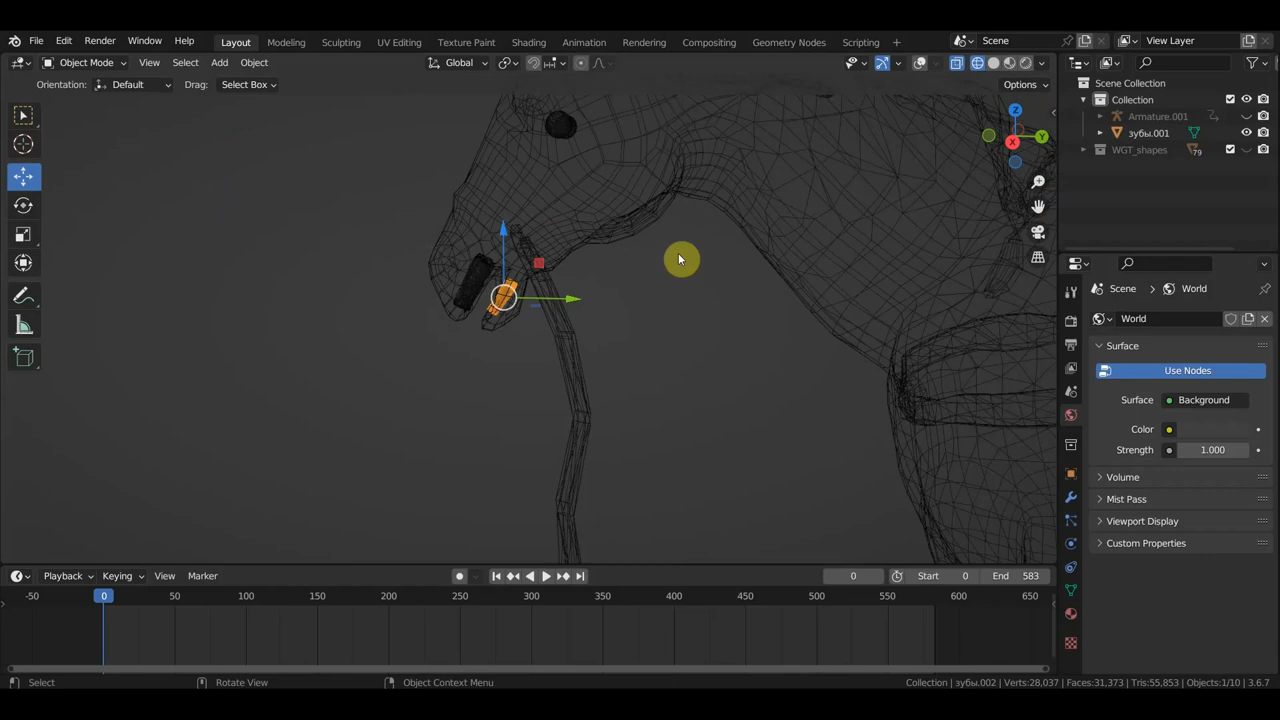 File Edit Render Window Help Layout Modeling Sculpting UV Editing Texture Paint Shading Animation Rendering Compositing Geometry Nodes Scripting + Scene View Layer
Object Mode View Select Add Object Global
Orientation: Default Drag: Select Box Options
Scene Collection
Collection
Armature.001
зубы.001
WGT_shapes 79
Z
Y
X
Scene World
World
Surface
Use Nodes
Surface Background
Color
Strength 1.000
Volume
Mist Pass
Viewport Display
Custom Properties
Playback Keying View Marker 0 Start 0 End 583
-50 0 50 100 150 200 250 300 350 400 450 500 550 600 650
Select Rotate View Object Context Menu Collection | зубы.002 | Verts:28,037 | Faces:31,373 | Tris:55,853 | Objects:1/10 | 3.6.7